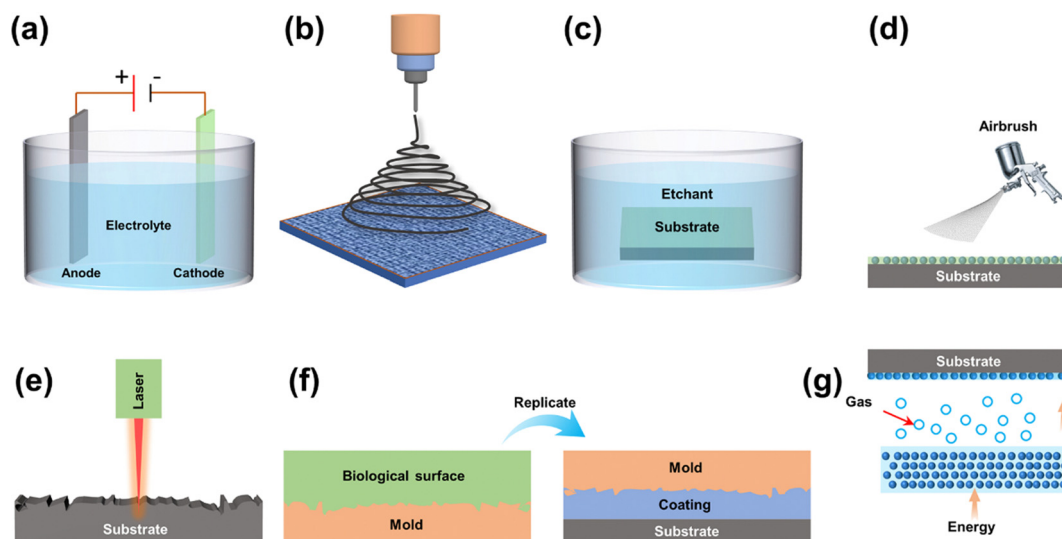 (a)
+ -
Electrolyte
Anode
Cathode
(b)
(c)
Etchant
Substrate
(d)
Airbrush
Substrate
(e)
Laser
Substrate
(f)
Replicate
Biological surface
Mold
Mold
Coating
Substrate
(g)
Substrate
Gas
Energy